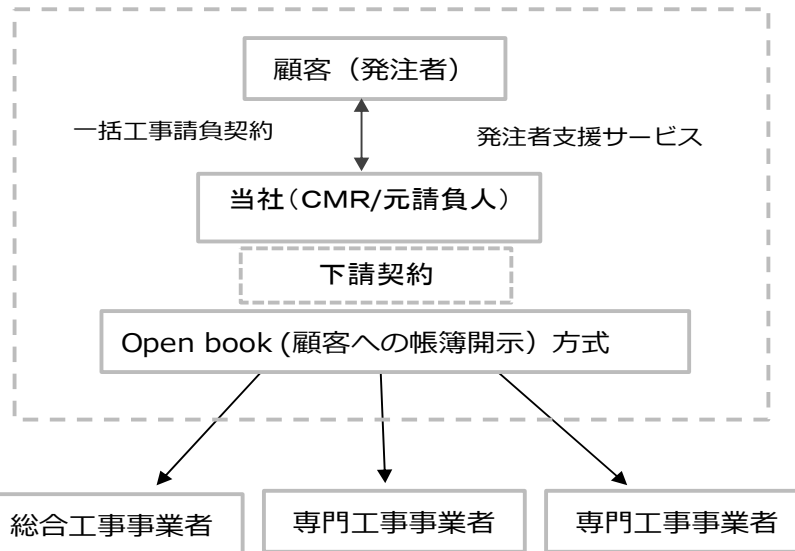 顧客（発注者）
一括工事請負契約
発注者支援サービス
当社（CMR/元請負人）
下請契約
Open book (顧客への帳簿開示）方式
総合工事事業者
専門工事事業者
専門工事事業者